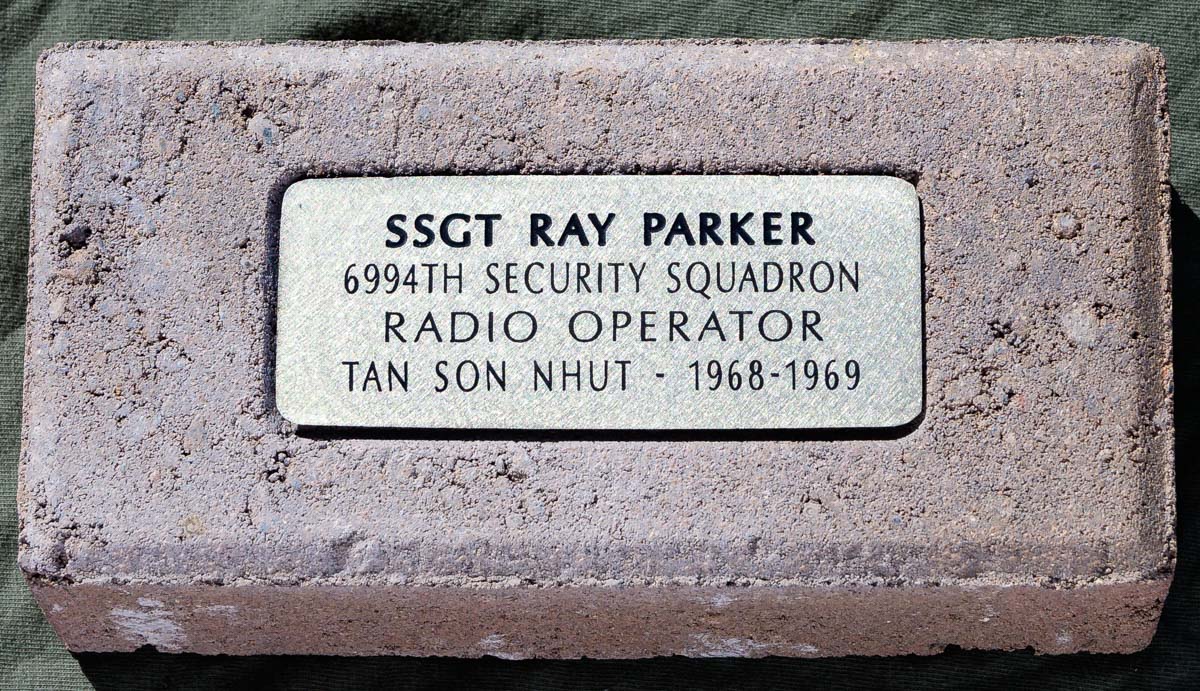 SSGT RAY PARKER
6994TH SECURITY SQUADRON
RADIO OPERATOR
TAN SON NHUT - 1968-1969